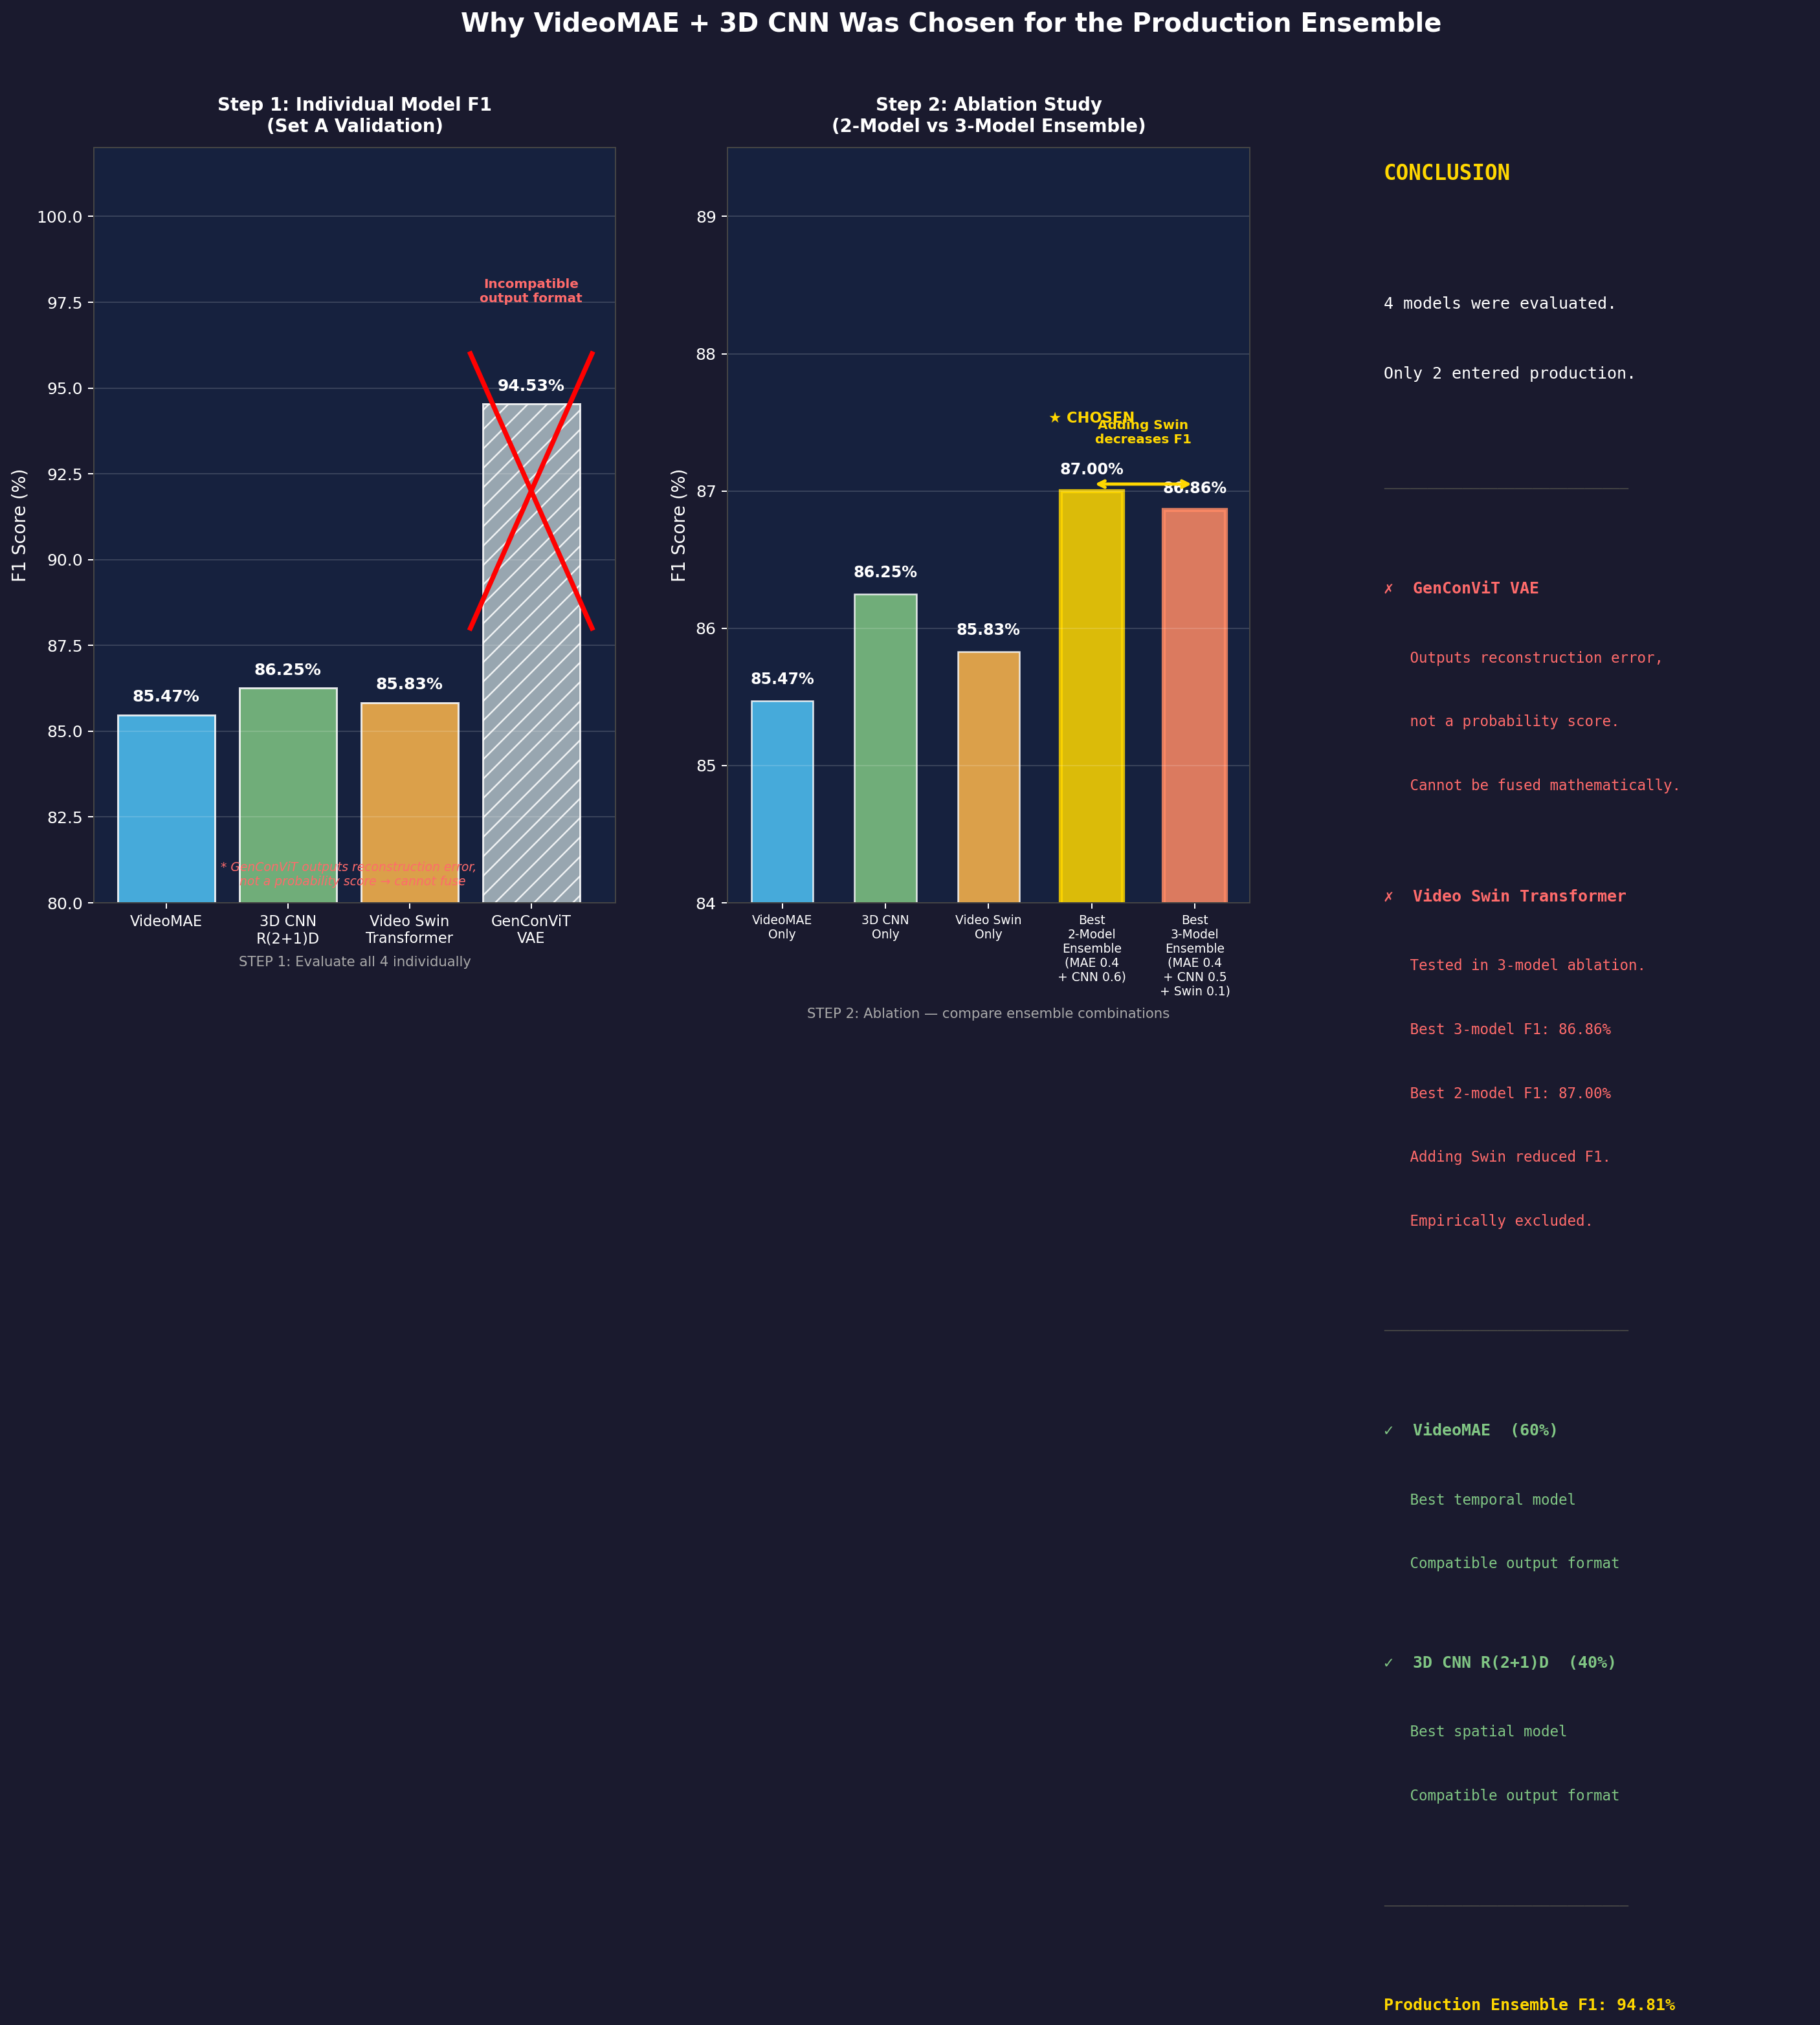 Why VideoMAE + 3D CNN Was Chosen for the Production Ensemble
Step 1: Individual Model F1
(Set A Validation)
F1 Score (%)
100.0
97.5
95.0
92.5
90.0
87.5
85.0
82.5
80.0
Incompatible
output format
94.53%
85.47%
86.25%
85.83%
* GenConViT outputs reconstruction error,
not a probability score → cannot fuse
VideoMAE
3D CNN
R(2+1)D
Video Swin
Transformer
GenConViT
VAE
STEP 1: Evaluate all 4 individually
Step 2: Ablation Study
(2-Model vs 3-Model Ensemble)
F1 Score (%)
89
88
87
86
85
84
★ CHOSEN
Adding Swin
decreases F1
85.47%
86.25%
85.83%
87.00%
86.86%
VideoMAE
Only
3D CNN
Only
Video Swin
Only
Best
2-Model
Ensemble
(MAE 0.4
+ CNN 0.6)
Best
3-Model
Ensemble
(MAE 0.4
+ CNN 0.5
+ Swin 0.1)
STEP 2: Ablation — compare ensemble combinations
CONCLUSION
4 models were evaluated.
Only 2 entered production.
✗ GenConViT VAE
Outputs reconstruction error,
not a probability score.
Cannot be fused mathematically.
✗ Video Swin Transformer
Tested in 3-model ablation.
Best 3-model F1: 86.86%
Best 2-model F1: 87.00%
Adding Swin reduced F1.
Empirically excluded.
✓ VideoMAE (60%)
Best temporal model
Compatible output format
✓ 3D CNN R(2+1)D (40%)
Best spatial model
Compatible output format
Production Ensemble F1: 94.81%